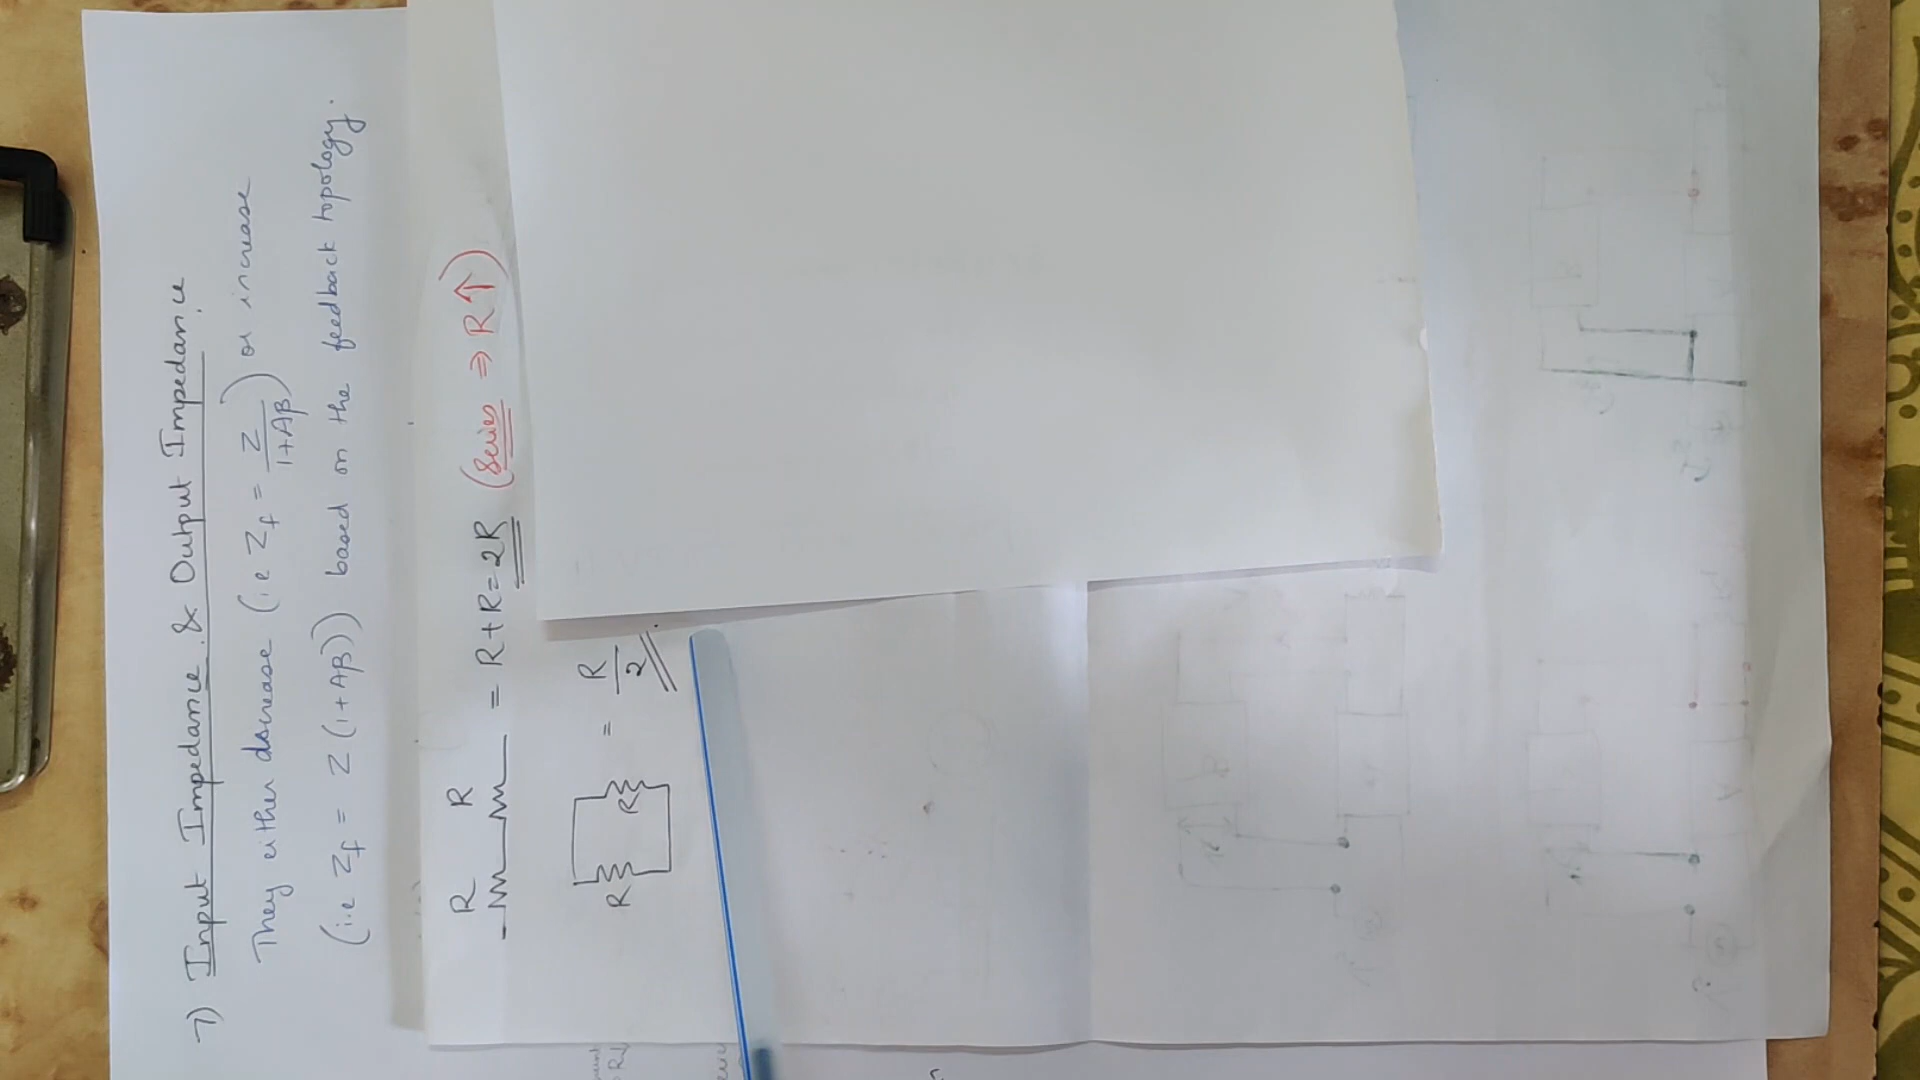 7) Input Impedance & Output Impedance
They either decrease (i.e Zf = Z/(1+Aβ)) or increase
(i.e Zf = Z(1+Aβ)) based on the feedback topology.
R R = R+R=2R (Series ⇒ R↑)
R R = R/2